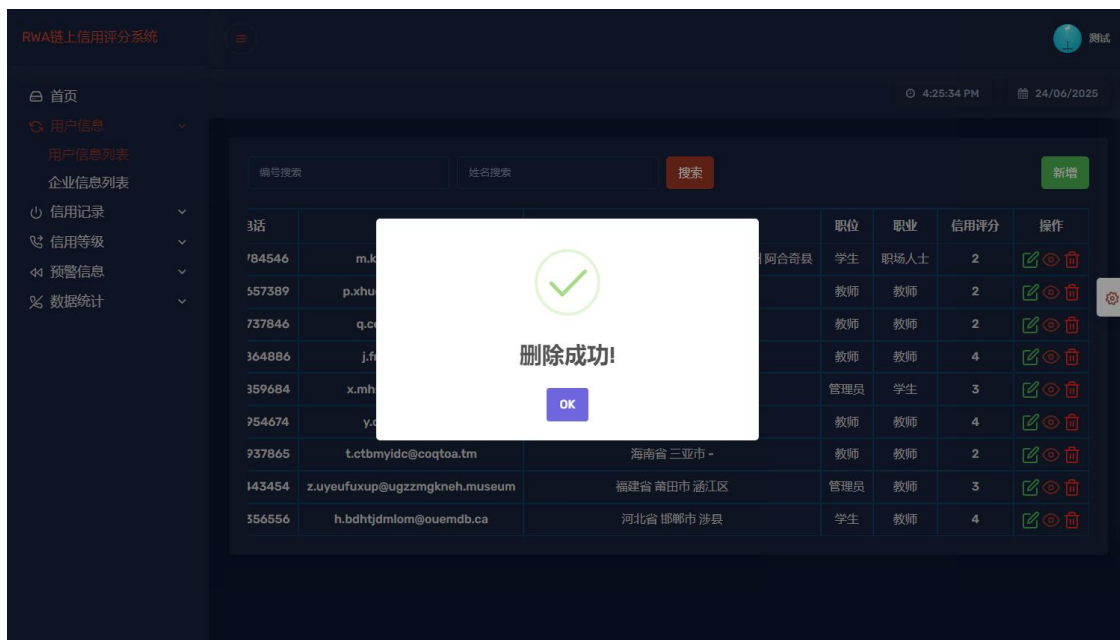 RWA链上信用评分系统
测试
4:25:34 PM 24/06/2025
首页
用户信息
用户信息列表
企业信息列表
信用记录
信用等级
预警信息
数据统计
编号搜索 姓名搜索 搜索 新增
职位 职业 信用评分 操作
784546 m.k 阿合奇县 学生 职场人士 2
557389 p.xhu 教师 教师 2
737846 教师 教师 2
364886 教师 教师 4
359684 x.mh 管理员 学生 3
954674 教师 教师 4
937865 t.ctbmyidc@coqtoa.tm 海南省 三亚市 - 教师 教师 2
143454 z.uyeufuxup@ugzzmgkneh.museum 福建省 莆田市 涵江区 管理员 教师 3
356556 h.bdhtjdmlom@ouemdb.ca 河北省 邯郸市 涉县 学生 教师 4
删除成功!
OK